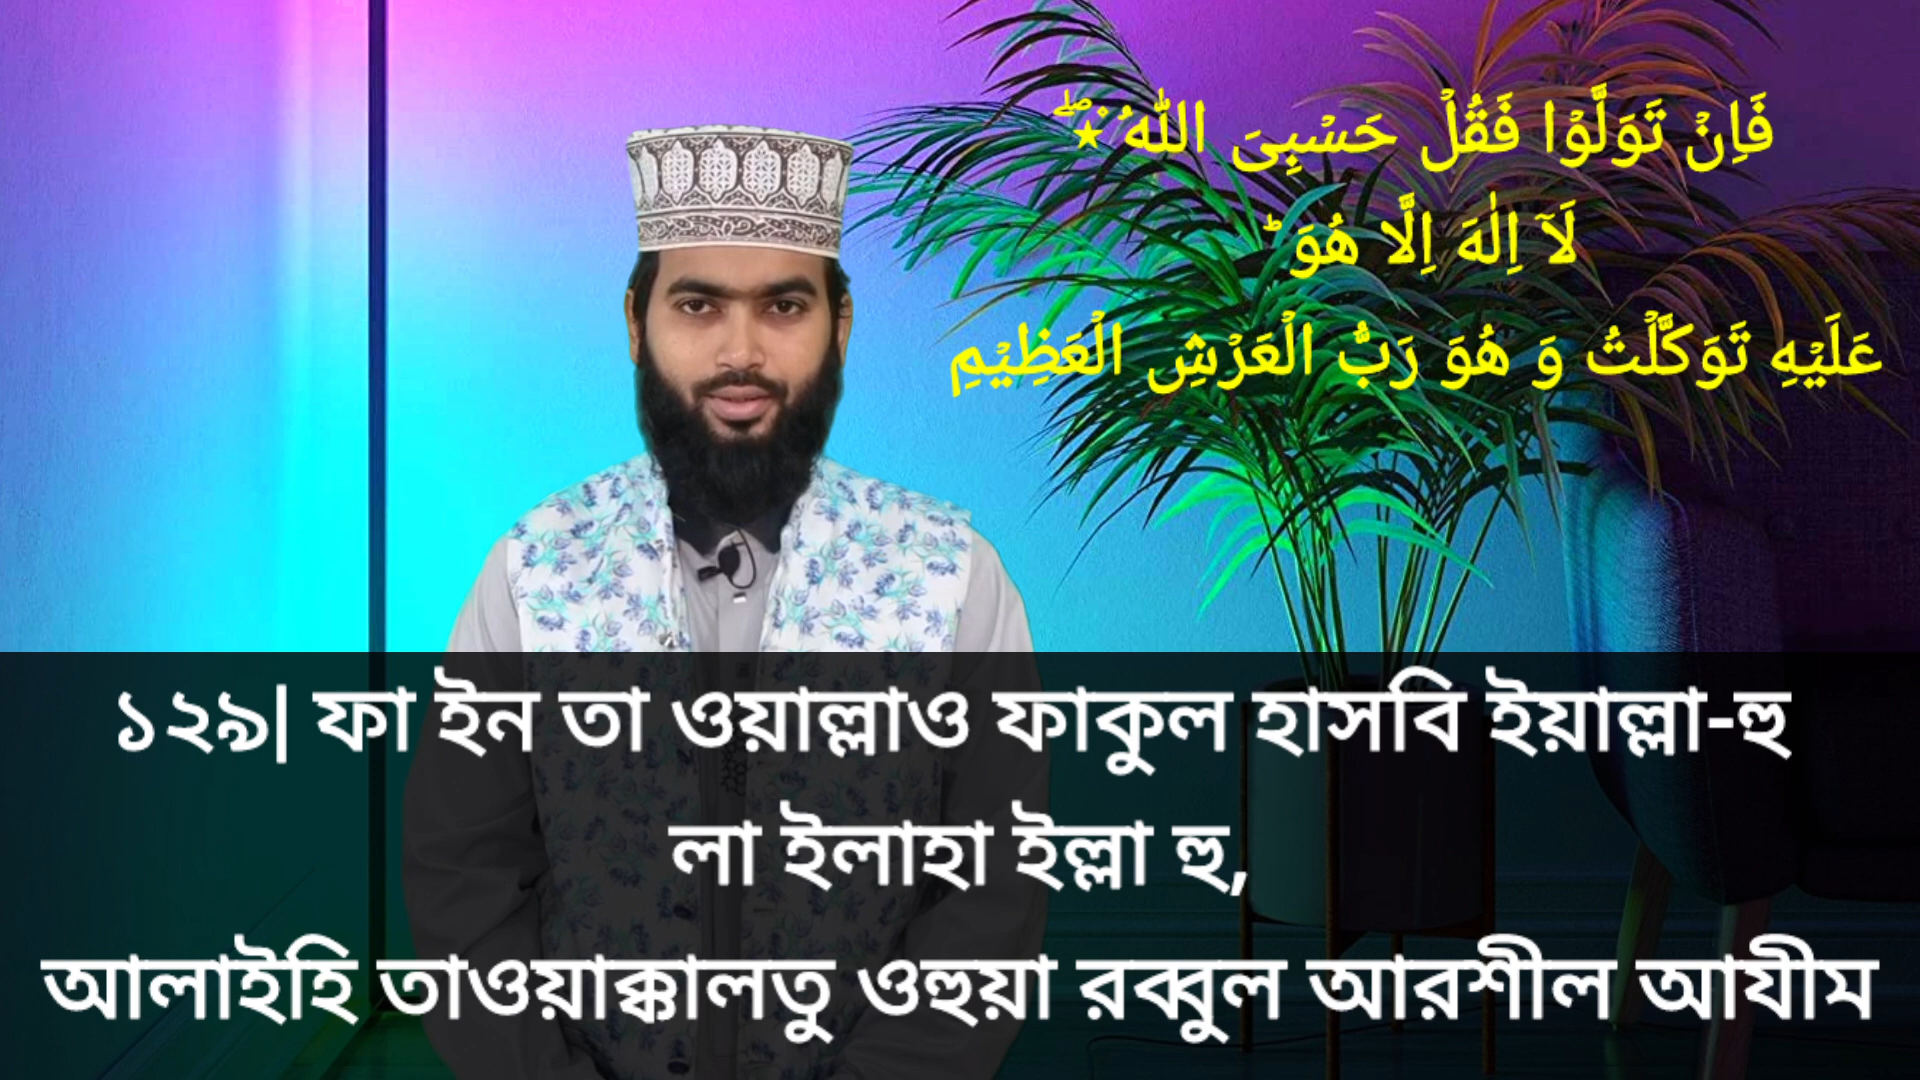 فَاِنْ تَوَلَّوْا فَقُلْ حَسْبِیَ اللّٰهُ ۖ٭
لَاۤ اِلٰهَ اِلَّا هُوَ ؕ
عَلَیْهِ تَوَكَّلْتُ وَ هُوَ رَبُّ الْعَرْشِ الْعَظِیْمِ
১২৯| ফা ইন তা ওয়াল্লাও ফাকুল হাসবি ইয়াল্লা-হু
লা ইলাহা ইল্লা হু,
আলাইহি তাওয়াক্কালতু ওহুয়া রব্বুল আরশীল আযীম